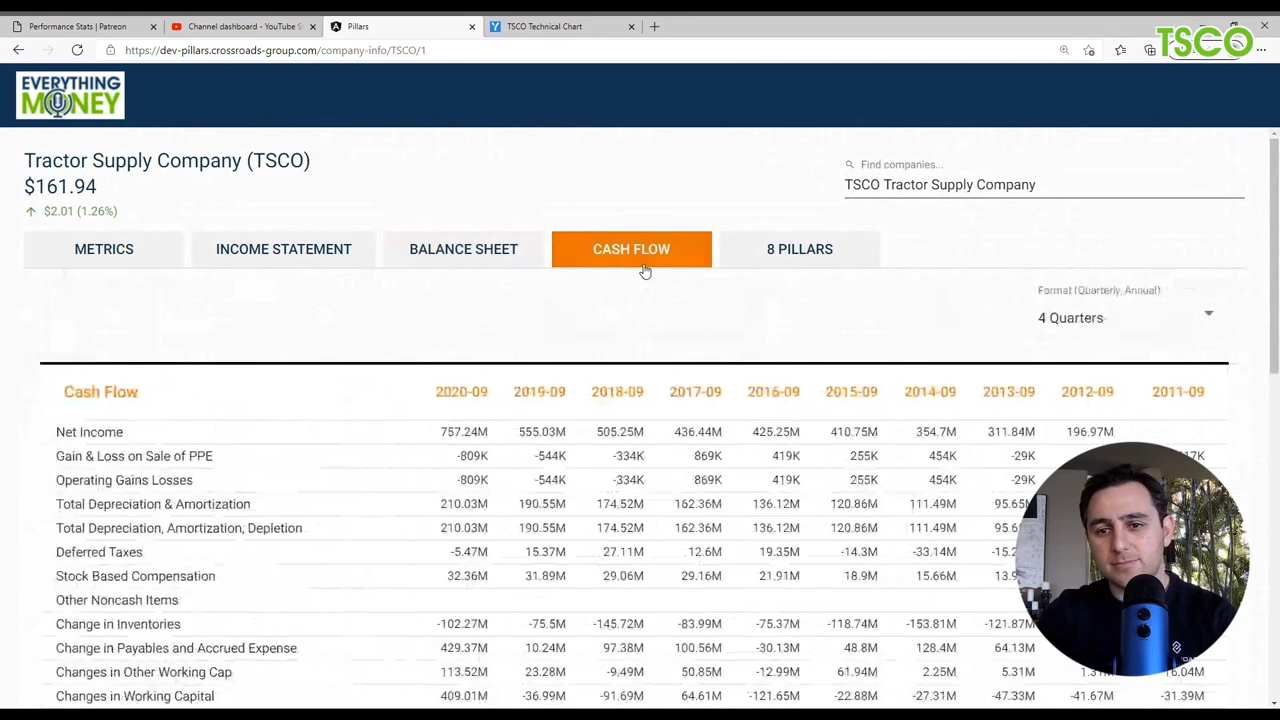 Performance Stats | Patreon
Channel dashboard - YouTube S
Pillars
TSCO Technical Chart
https://dev-pillars.crossroads-group.com/company-info/TSCO/1
TSCO
EVERYTHING
MONEY
Tractor Supply Company (TSCO)
$161.94
$2.01 (1.26%)
Find companies...
TSCO Tractor Supply Company
METRICS
INCOME STATEMENT
BALANCE SHEET
CASH FLOW
8 PILLARS
Format (Quarterly, Annual)
4 Quarters
Cash Flow 2020-09 2019-09 2018-09 2017-09 2016-09 2015-09 2014-09 2013-09 2012-09 2011-09
Net Income 757.24M 555.03M 505.25M 436.44M 425.25M 410.75M 354.7M 311.84M 196.97M
Gain & Loss on Sale of PPE -809K -544K -334K 869K 419K 255K 454K -29K
Operating Gains Losses -809K -544K -334K 869K 419K 255K 454K -29K
Total Depreciation & Amortization 210.03M 190.55M 174.52M 162.36M 136.12M 120.86M 111.49M
Total Depreciation, Amortization, Depletion 210.03M 190.55M 174.52M 162.36M 136.12M 120.86M 111.49M
Deferred Taxes -5.47M 15.37M 27.11M 12.6M 19.35M -14.3M -33.14M
Stock Based Compensation 32.36M 31.89M 29.06M 29.16M 21.91M 18.9M 15.66M
Other Noncash Items
Change in Inventories -102.27M -75.5M -145.72M -83.99M -75.37M -118.74M -153.81M -121.87M
Change in Payables and Accrued Expense 429.37M 10.24M 97.38M 100.56M -30.13M 48.8M 128.4M 64.13M
Changes in Other Working Cap 113.52M 23.28M -9.49M 50.85M -12.99M 61.94M 2.25M 5.31M
Changes in Working Capital 409.01M -36.99M -91.69M 64.61M -121.65M -22.88M -27.31M -47.33M -41.67M -31.39M